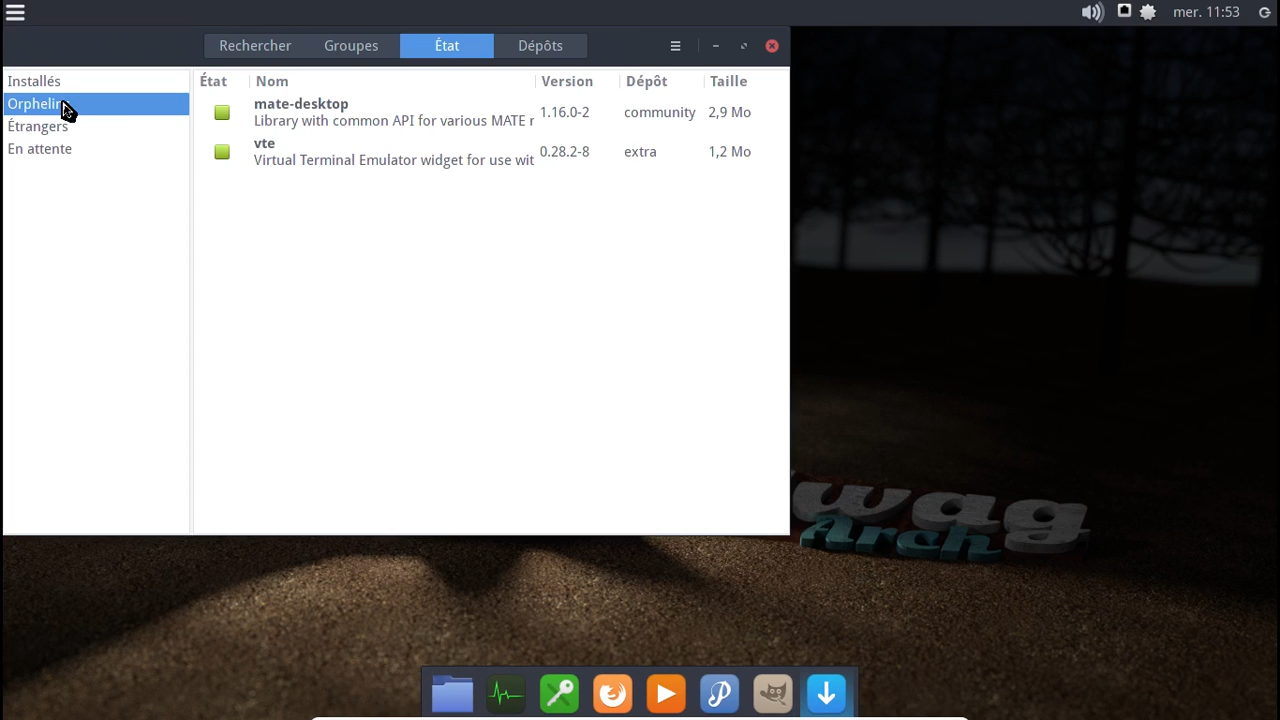 mer. 11:53
Rechercher Groupes État Dépôts
Installés
Orphelin
Étrangers
En attente
État Nom Version Dépôt Taille
mate-desktop
Library with common API for various MATE 1.16.0-2 community 2,9 Mo
vte
Virtual Terminal Emulator widget for use wit 0.28.2-8 extra 1,2 Mo
wag
Arch